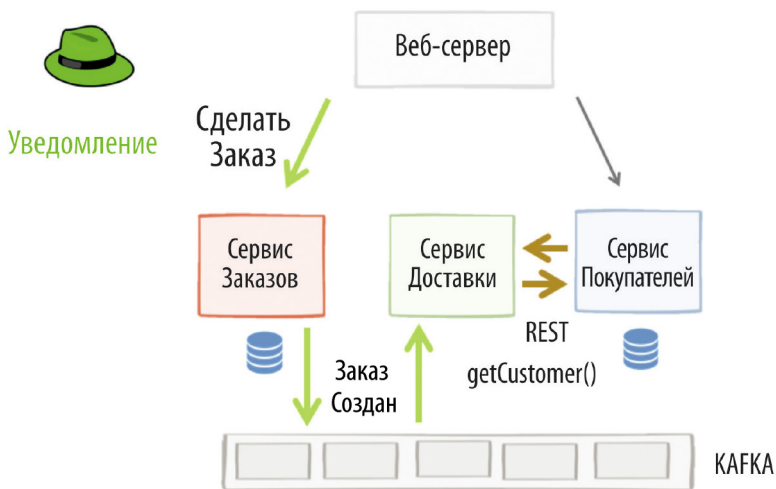 Веб-сервер
Уведомление
Сделать
Заказ
Сервис
Заказов
Сервис
Доставки
Сервис
Покупателей
REST
getCustomer()
Заказ
Создан
KAFKA